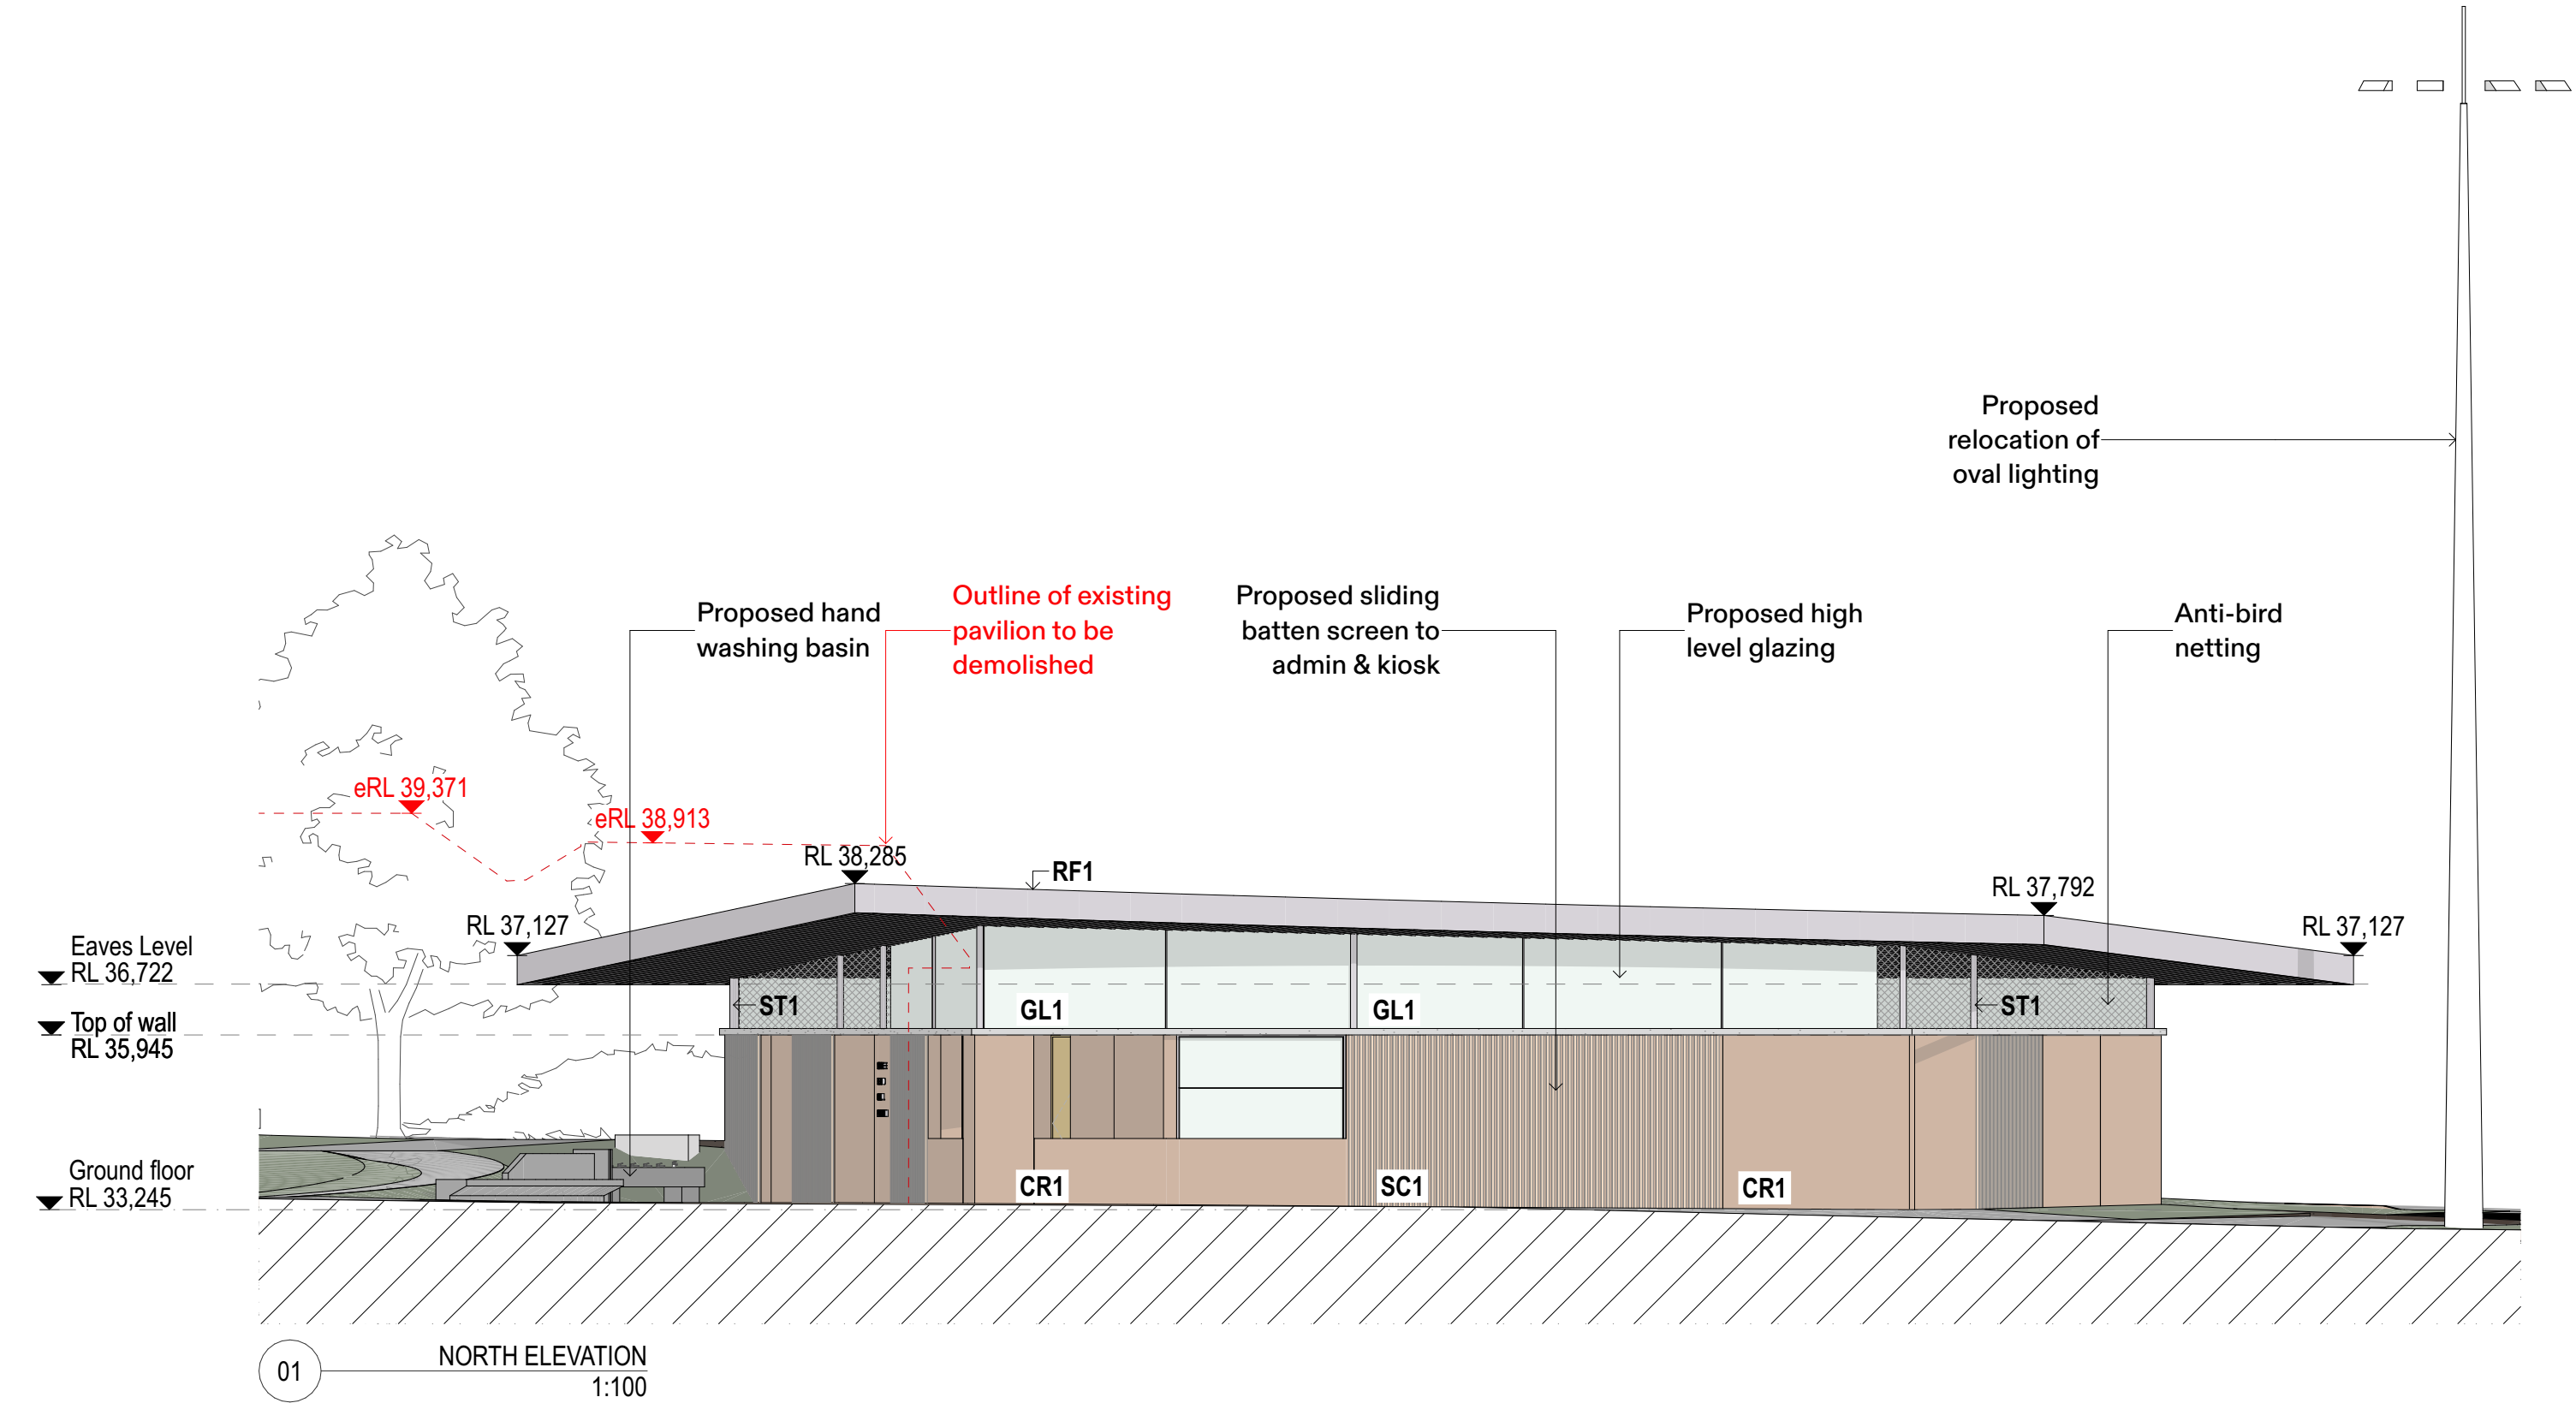 Proposed
relocation of
oval lighting
Proposed hand
washing basin
Outline of existing
pavilion to be
demolished
Proposed sliding
batten screen to
admin & kiosk
Proposed high
level glazing
Anti-bird
netting
eRL 39,371
eRL 38,913
RL 38,285
RF1
RL 37,792
RL 37,127
RL 37,127
Eaves Level
RL 36,722
ST1
GL1
GL1
ST1
Top of wall
RL 35,945
Ground floor
RL 33,245
CR1
SC1
CR1
01
NORTH ELEVATION
1:100